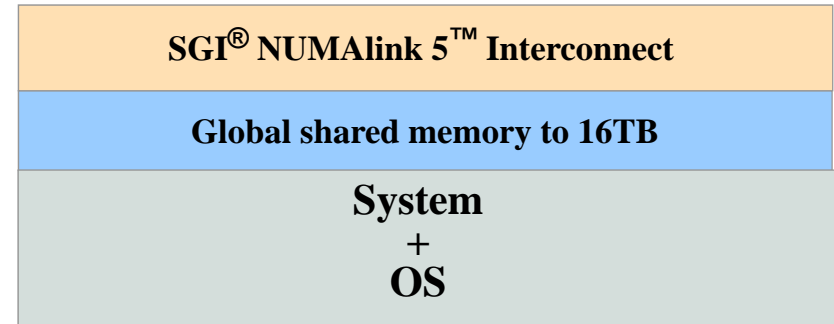 SGI® NUMAlink 5™ Interconnect
Global shared memory to 16TB
System
+
OS